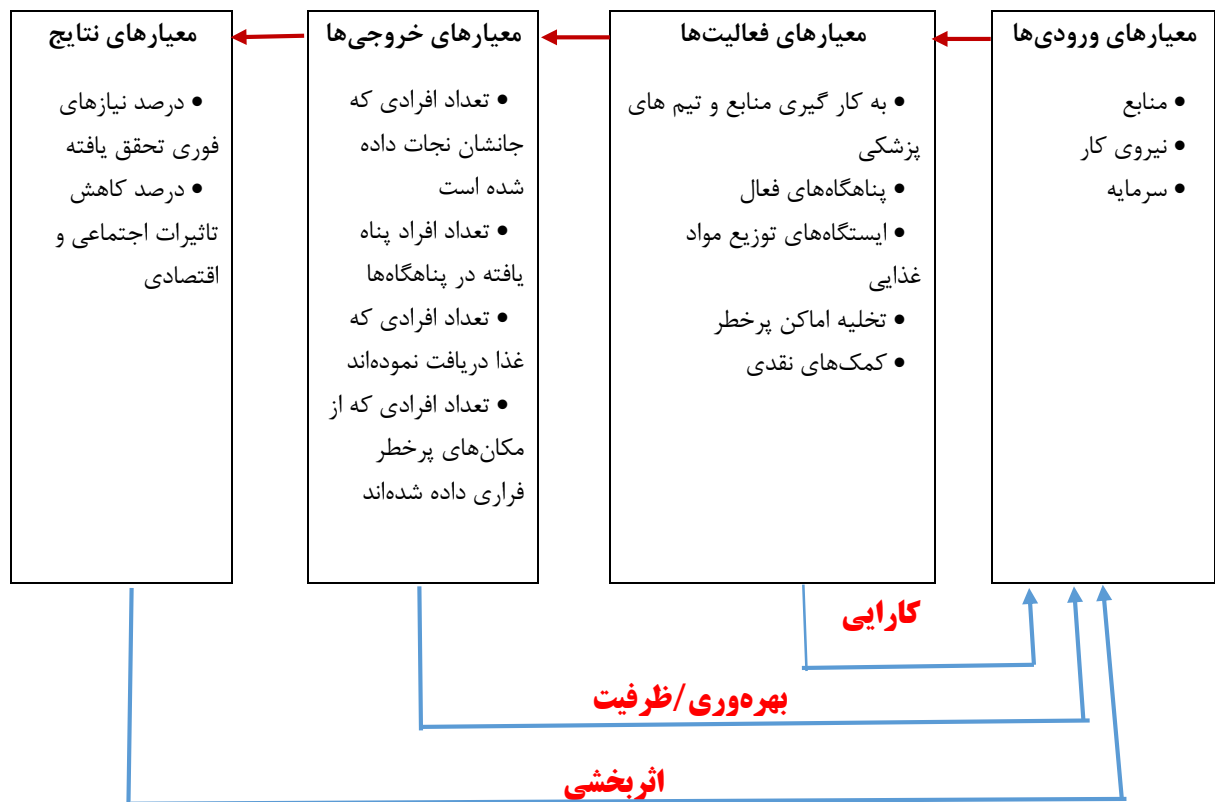 معیارهای ورودی‌ها
• منابع
• نیروی کار
• سرمایه
معیارهای فعالیت‌ها
• به کار گیری منابع و تیم های
پزشکی
• پناهگاه‌های فعال
• ایستگاه‌های توزیع مواد
غذایی
• تخلیه اماکن پرخطر
• کمک‌های نقدی
معیارهای خروجی‌ها
• تعداد افرادی که
جانشان نجات داده
شده است
• تعداد افراد پناه
یافته در پناهگاه‌ها
• تعداد افرادی که
غذا دریافت نموده‌اند
• تعداد افرادی که از
مکان‌های پرخطر
فراری داده شده‌اند
معیارهای نتایج
• درصد نیازهای
فوری تحقق یافته
• درصد کاهش
تاثیرات اجتماعی و
اقتصادی
کارایی
بهره‌وری/ظرفیت
اثربخشی